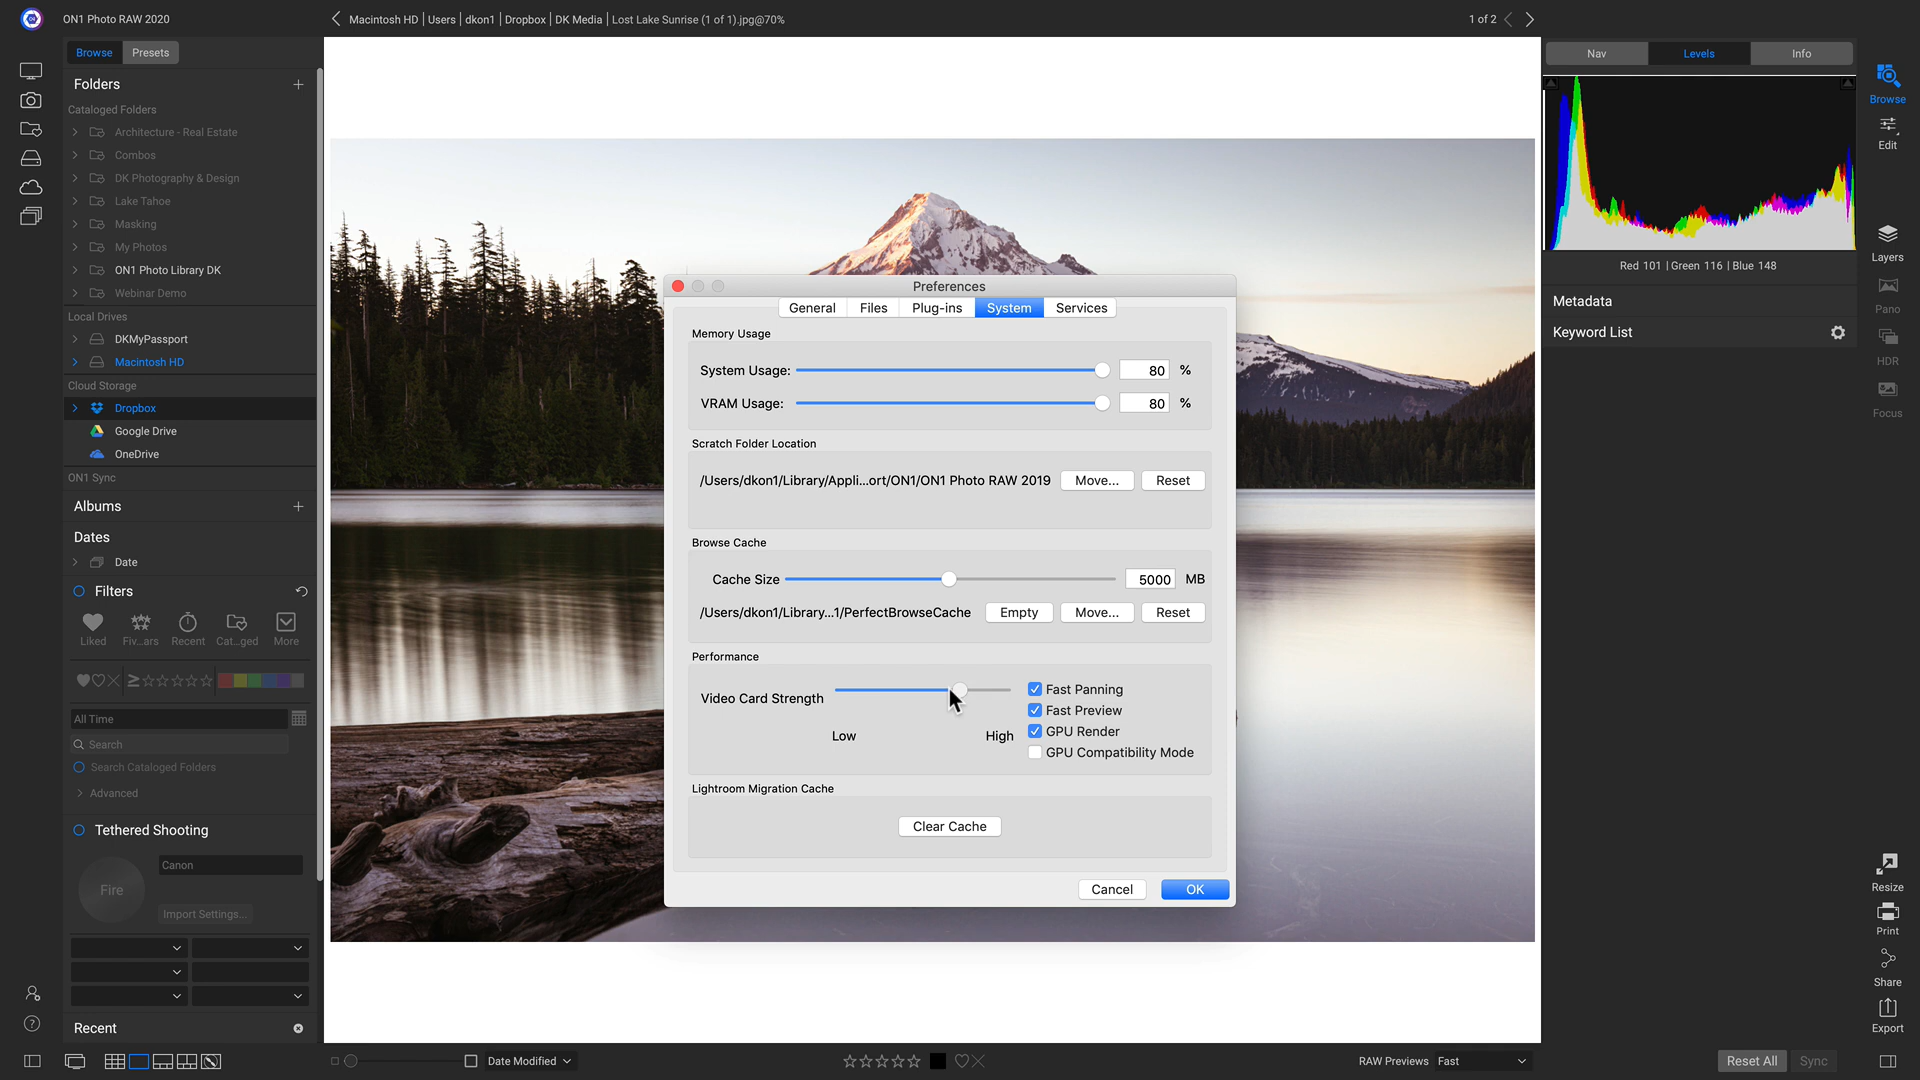 ON1 Photo RAW 2020
Macintosh HD | Users | dkon1 | Dropbox | DK Media | Lost Lake Sunrise (1 of 1).jpg@70%
1 of 2
Browse
Presets
Folders
Cataloged Folders
Architecture - Real Estate
Combos
DK Photography & Design
Lake Tahoe
Masking
My Photos
ON1 Photo Library DK
Webinar Demo
Local Drives
DKMyPassport
Macintosh HD
Cloud Storage
Dropbox
Google Drive
OneDrive
ON1 Sync
Albums
Dates
Date
Filters
Liked
Fiv...ars
Recent
Cat...ged
More
All Time
Search
Search Cataloged Folders
Advanced
Tethered Shooting
Canon
Fire
Import Settings...
Recent
Preferences
General
Files
Plug-ins
System
Services
Memory Usage
System Usage: 80 %
VRAM Usage: 80 %
Scratch Folder Location
/Users/dkon1/Library/Appli...ort/ON1/ON1 Photo RAW 2019
Move...
Reset
Browse Cache
Cache Size 5000 MB
/Users/dkon1/Library...1/PerfectBrowseCache
Empty
Move...
Reset
Performance
Video Card Strength
Low
High
Fast Panning
Fast Preview
GPU Render
GPU Compatibility Mode
Lightroom Migration Cache
Clear Cache
Cancel
OK
Nav
Levels
Info
Red 101 | Green 116 | Blue 148
Metadata
Keyword List
Browse
Edit
Layers
Pano
HDR
Focus
Resize
Print
Share
Export
Date Modified
RAW Previews Fast
Reset All
Sync